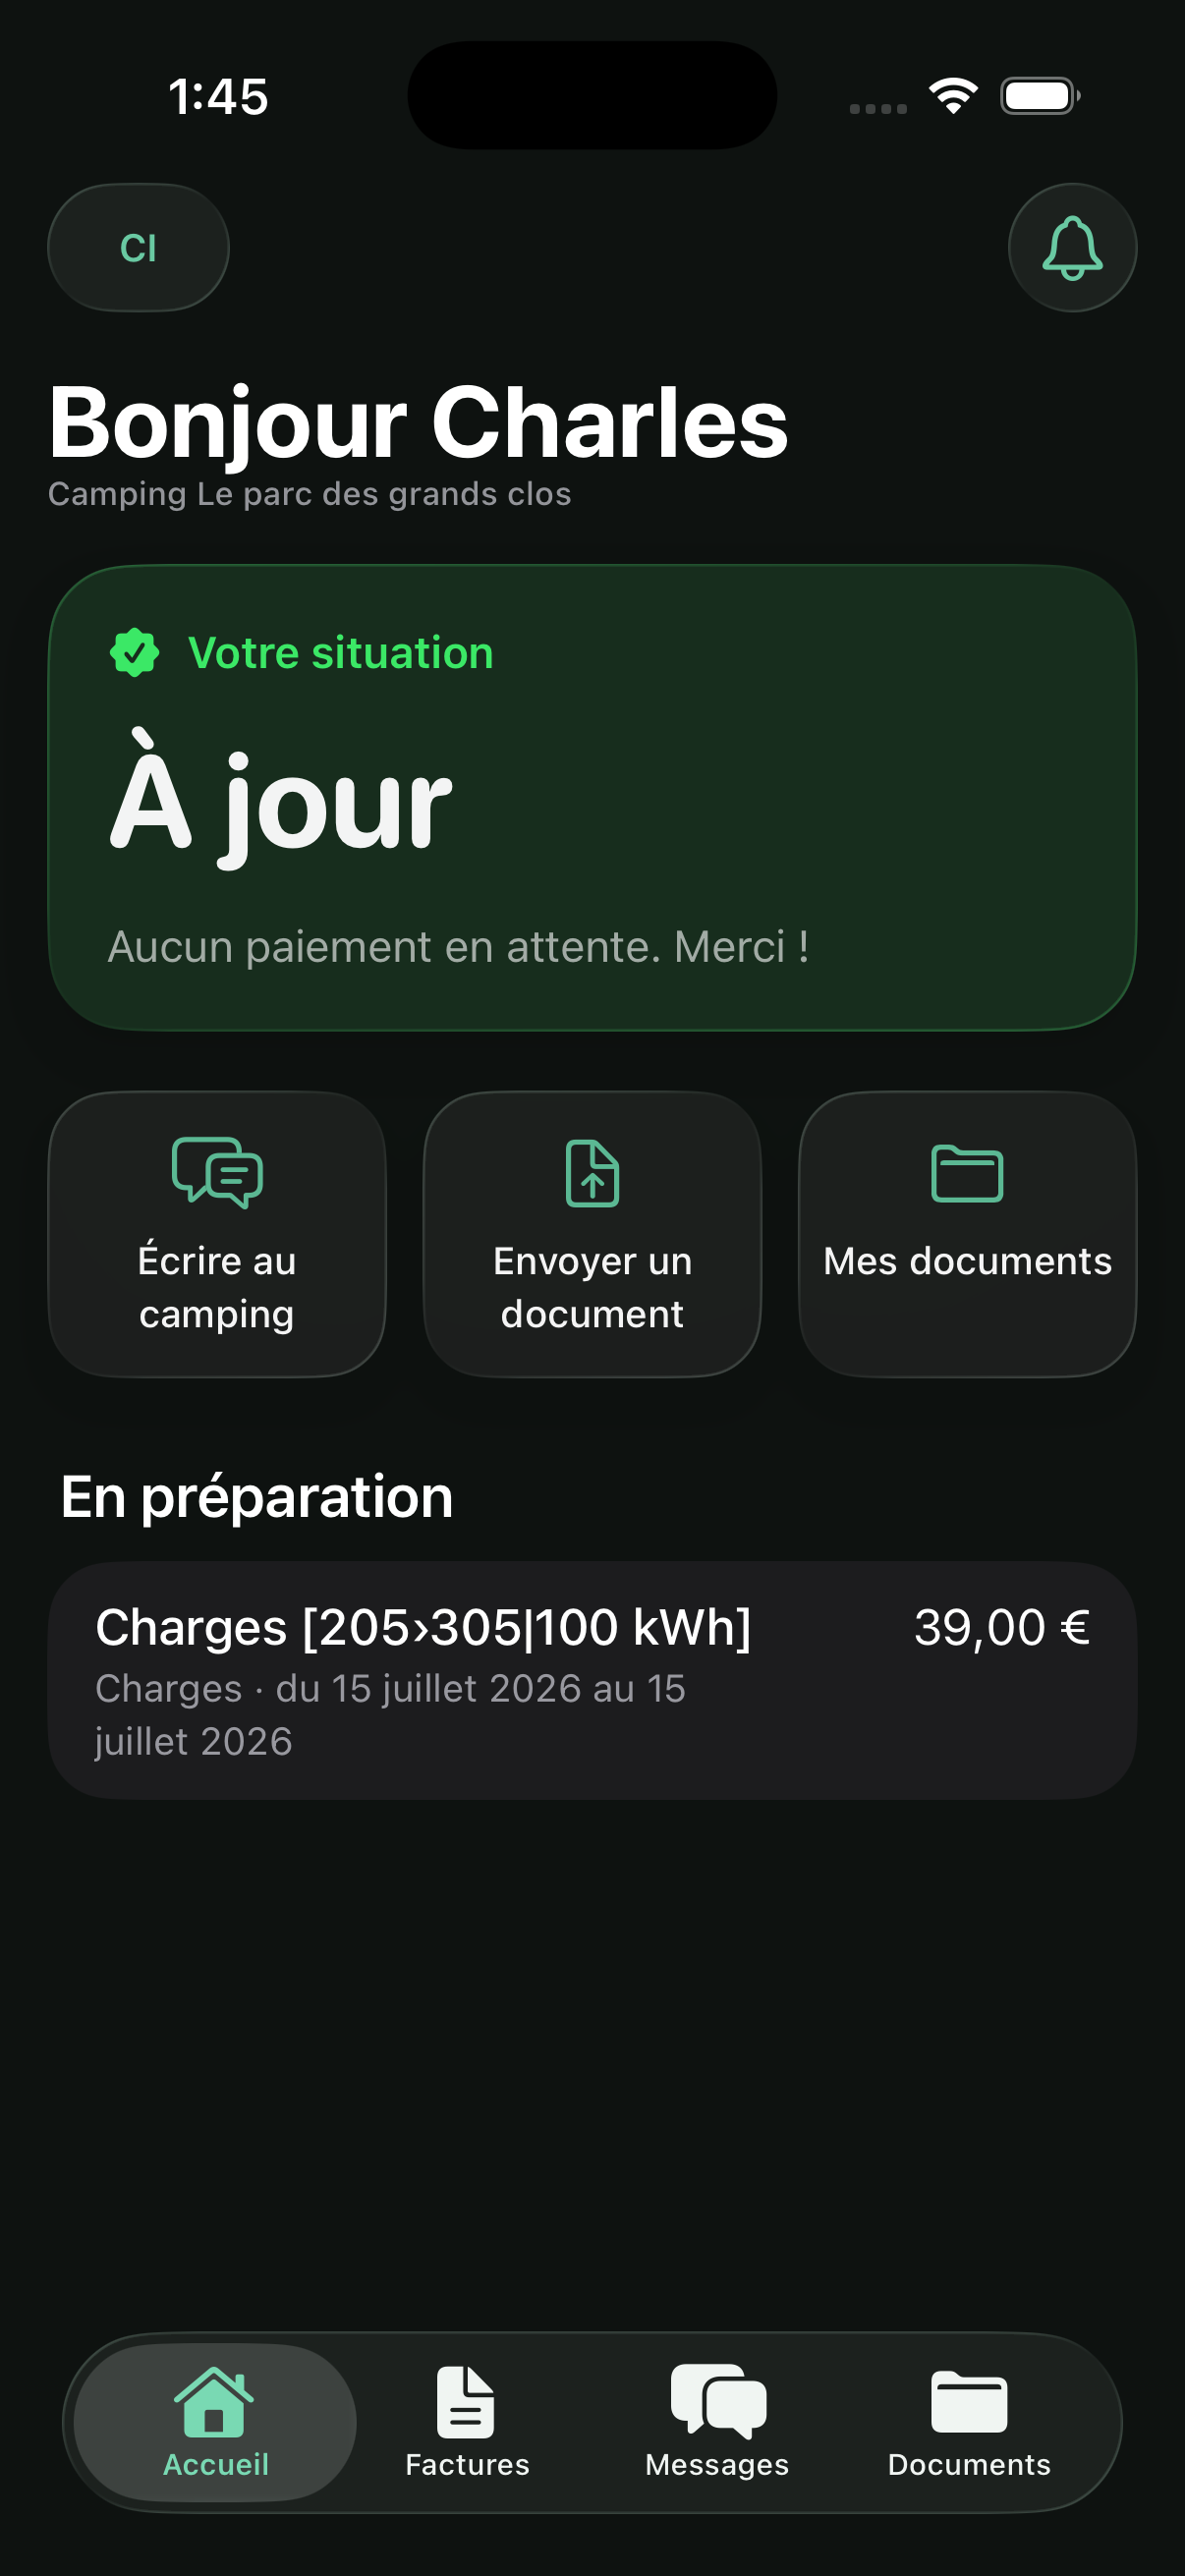 1:45
CI
Bonjour Charles
Camping Le parc des grands clos
Votre situation
À jour
Aucun paiement en attente. Merci !
Écrire au
camping
Envoyer un
document
Mes documents
En préparation
Charges [205›305|100 kWh]
39,00 €
Charges · du 15 juillet 2026 au 15
juillet 2026
Accueil
Factures
Messages
Documents